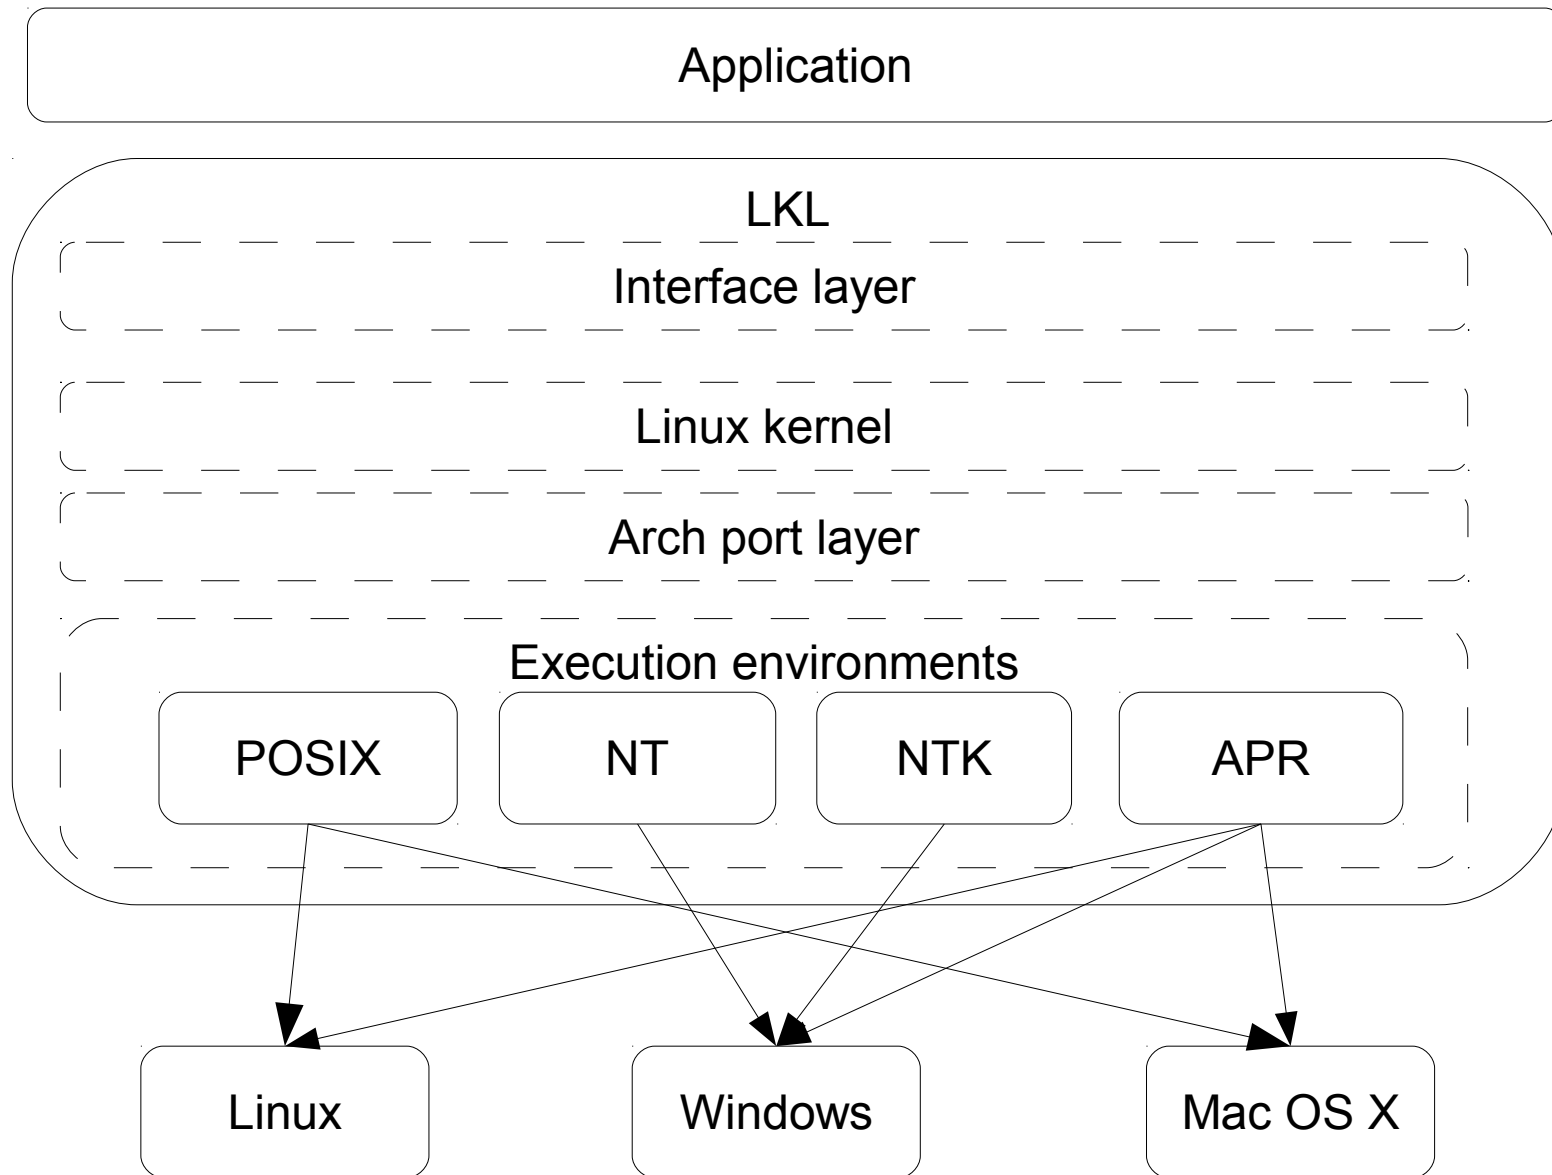 Application
LKL
Interface layer
Linux kernel
Arch port layer
Execution environments
POSIX
NT
NTK
APR
Linux
Windows
Mac OS X